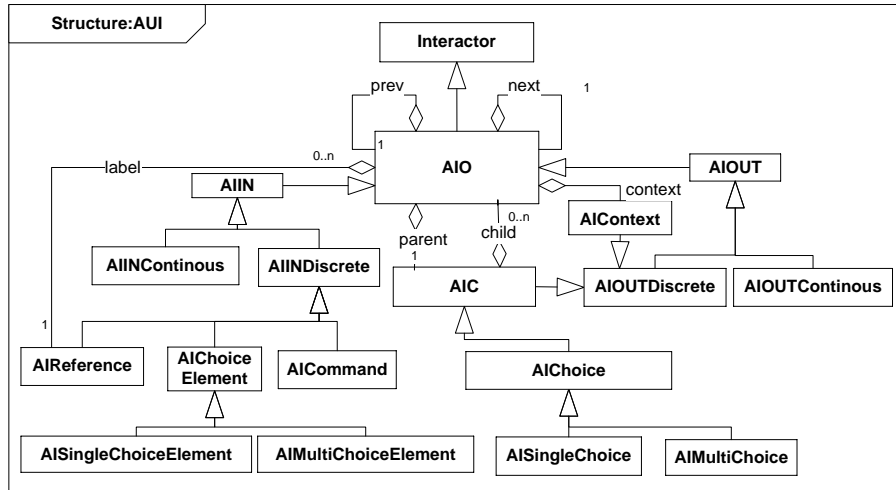 Structure:AUI
Interactor
prev
next
1
1
AIO
label
0..n
AIOUT
AIIN
context
AIContext
0..n
parent
child
1
AIINContinous
AIINDiscrete
AIC
AIOUTDiscrete
AIOUTContinous
1
AIReference
AIChoice
Element
AICommand
AIChoice
AISingleChoiceElement
AIMultiChoiceElement
AISingleChoice
AIMultiChoice